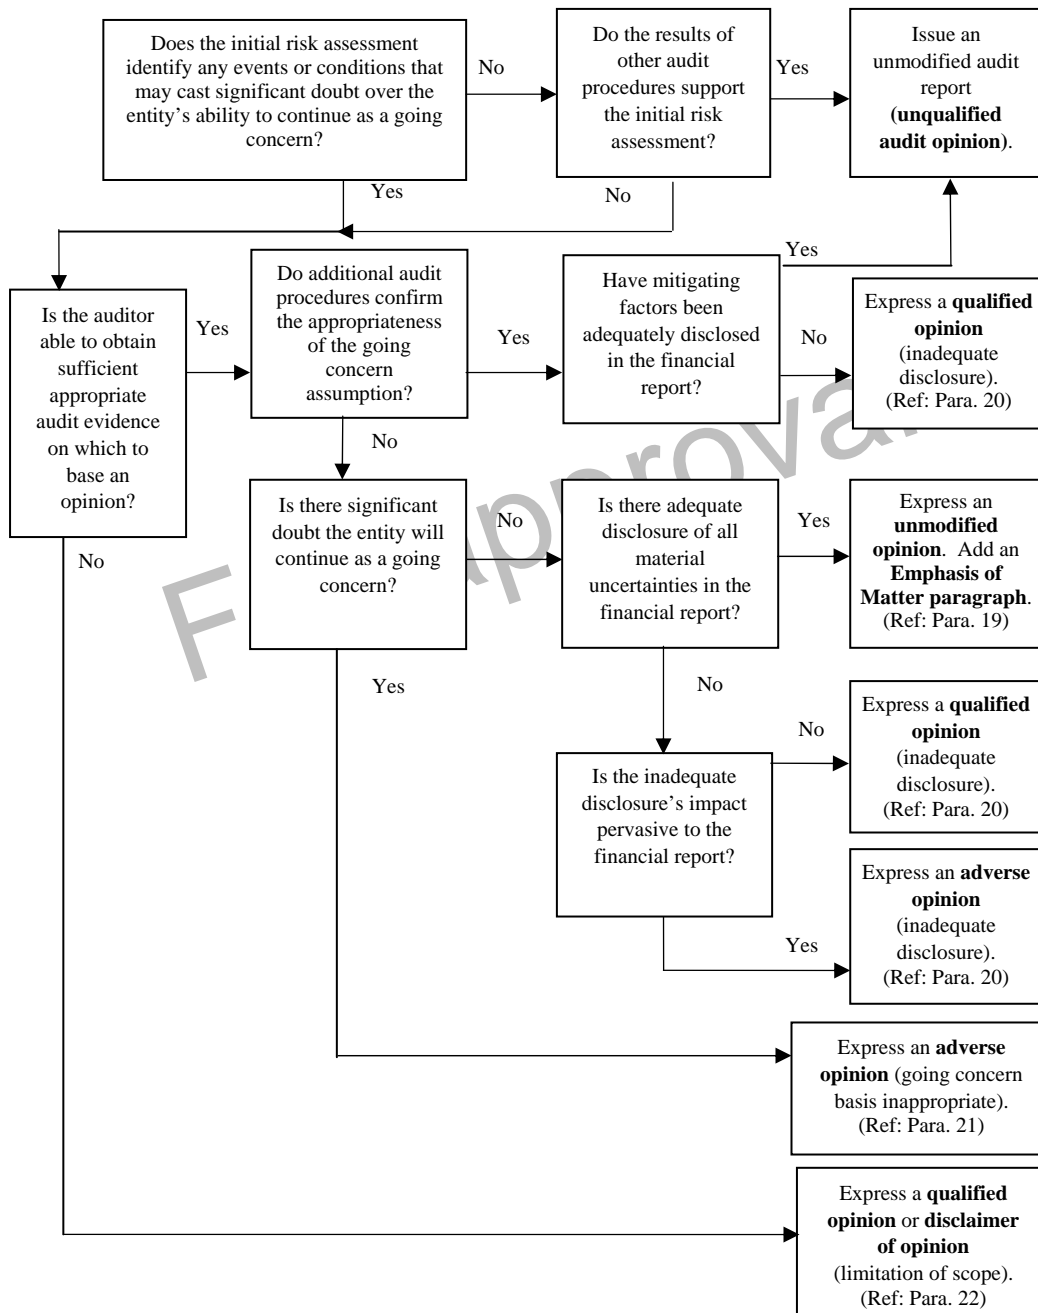 Does the initial risk assessment
identify any events or conditions that
may cast significant doubt over the
entity's ability to continue as a going
concern?
No
Do the results of
other audit
procedures support
the initial risk
assessment?
Yes
Issue an
unmodified audit
report
(unqualified
audit opinion).
Yes
No
Is the auditor
able to obtain
sufficient
appropriate
audit evidence
on which to
base an
opinion?
Yes
Do additional audit
procedures confirm
the appropriateness
of the going
concern
assumption?
Yes
Have mitigating
factors been
adequately disclosed
in the financial
report?
Yes
No
Express a qualified
opinion
(inadequate
disclosure).
(Ref: Para. 20)
No
No
Is there significant
doubt the entity will
continue as a going
concern?
No
Is there adequate
disclosure of all
material
uncertainties in the
financial report?
Yes
Express an
unmodified
opinion. Add an
Emphasis of
Matter paragraph.
(Ref: Para. 19)
Yes
No
Is the inadequate
disclosure's impact
pervasive to the
financial report?
No
Express a qualified
opinion
(inadequate
disclosure).
(Ref: Para. 20)
Yes
Express an adverse
opinion
(inadequate
disclosure).
(Ref: Para. 20)
Express an adverse
opinion (going concern
basis inappropriate).
(Ref: Para. 21)
Express a qualified
opinion or disclaimer
of opinion
(limitation of scope).
(Ref: Para. 22)